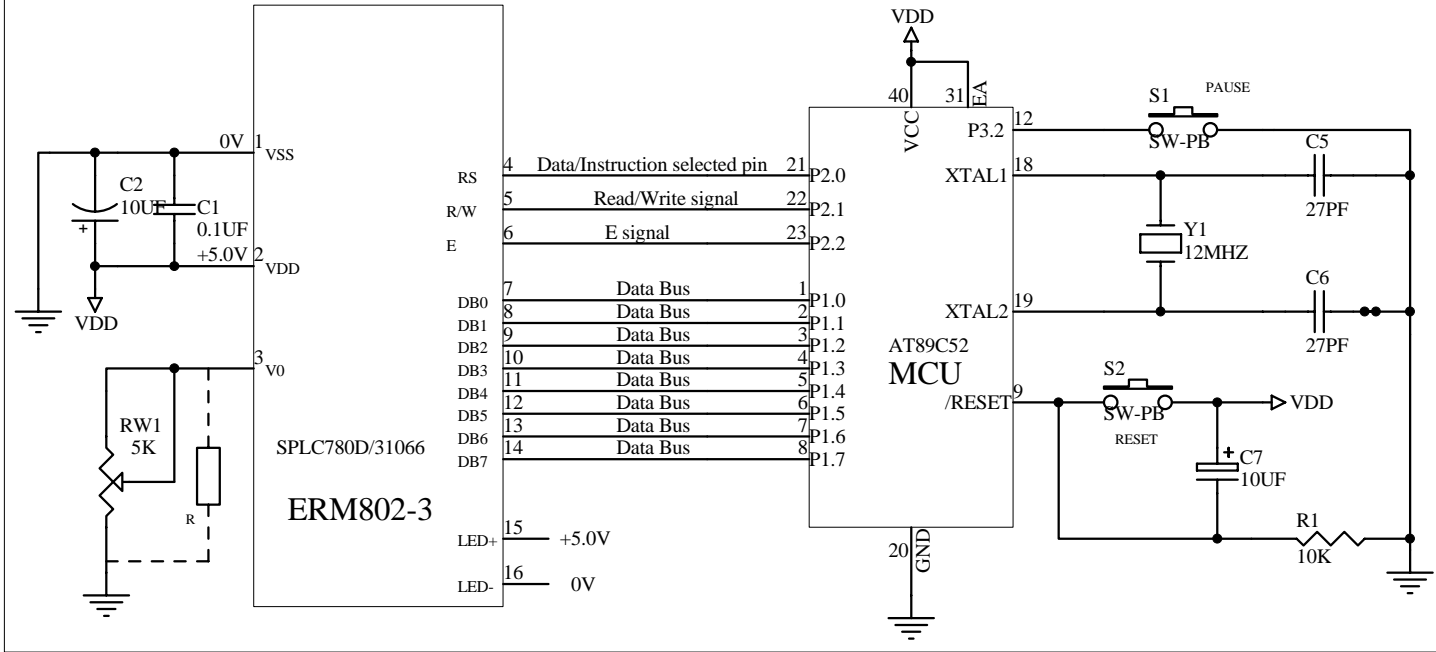 0V
1
VSS
C2
10UF
+
C1
0.1UF
+5.0V
2
VDD
VDD
3
V0
RW1
5K
R
SPLC780D/31066
ERM802-3
RS
4
Data/Instruction selected pin
21
P2.0
R/W
5
Read/Write signal
22
P2.1
E
6
E signal
23
P2.2
DB0
7
Data Bus
1
P1.0
DB1
8
Data Bus
2
P1.1
DB2
9
Data Bus
3
P1.2
DB3
10
Data Bus
4
P1.3
DB4
11
Data Bus
5
P1.4
DB5
12
Data Bus
6
P1.5
DB6
13
Data Bus
7
P1.6
DB7
14
Data Bus
8
P1.7
LED+
15
+5.0V
LED-
16
0V
VDD
40
VCC
31
EA
P3.2
12
S1
PAUSE
SW-PB
XTAL1
18
C5
27PF
Y1
12MHZ
XTAL2
19
C6
27PF
AT89C52
MCU
/RESET
9
S2
SW-PB
RESET
VDD
+
C7
10UF
R1
10K
20
GND